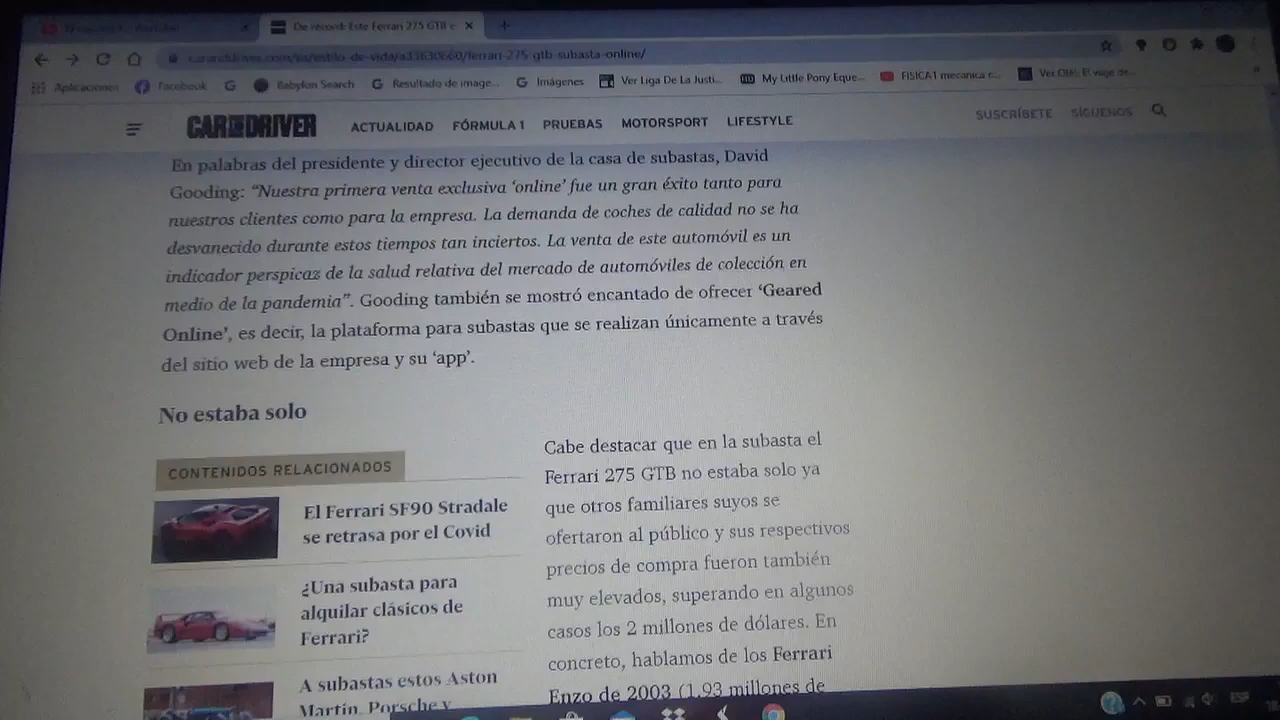 De récord: Este Ferrari 275 GTB
caranddriver.com/es/estilo-de-vida/a33630660/ferrari-275-gtb-subasta-online/
Aplicaciones Facebook G Babylon Search Resultado de image... Imágenes Ver Liga De La Justi... My Little Pony Eque... FISICA1 mecanica c... Ver Olé! El viaje de...
CAR AND DRIVER ACTUALIDAD FÓRMULA 1 PRUEBAS MOTORSPORT LIFESTYLE SUSCRÍBETE SÍGUENOS
En palabras del presidente y director ejecutivo de la casa de subastas, David
Gooding: “Nuestra primera venta exclusiva ‘online’ fue un gran éxito tanto para
nuestros clientes como para la empresa. La demanda de coches de calidad no se ha
desvanecido durante estos tiempos tan inciertos. La venta de este automóvil es un
indicador perspicaz de la salud relativa del mercado de automóviles de colección en
medio de la pandemia”. Gooding también se mostró encantado de ofrecer ‘Geared
Online’, es decir, la plataforma para subastas que se realizan únicamente a través
del sitio web de la empresa y su ‘app’.
No estaba solo
CONTENIDOS RELACIONADOS
El Ferrari SF90 Stradale
se retrasa por el Covid
¿Una subasta para
alquilar clásicos de
Ferrari?
A subastas estos Aston
Martin, Porsche y
Cabe destacar que en la subasta el
Ferrari 275 GTB no estaba solo ya
que otros familiares suyos se
ofertaron al público y sus respectivos
precios de compra fueron también
muy elevados, superando en algunos
casos los 2 millones de dólares. En
concreto, hablamos de los Ferrari
Enzo de 2003 (1,93 millones de
ESP